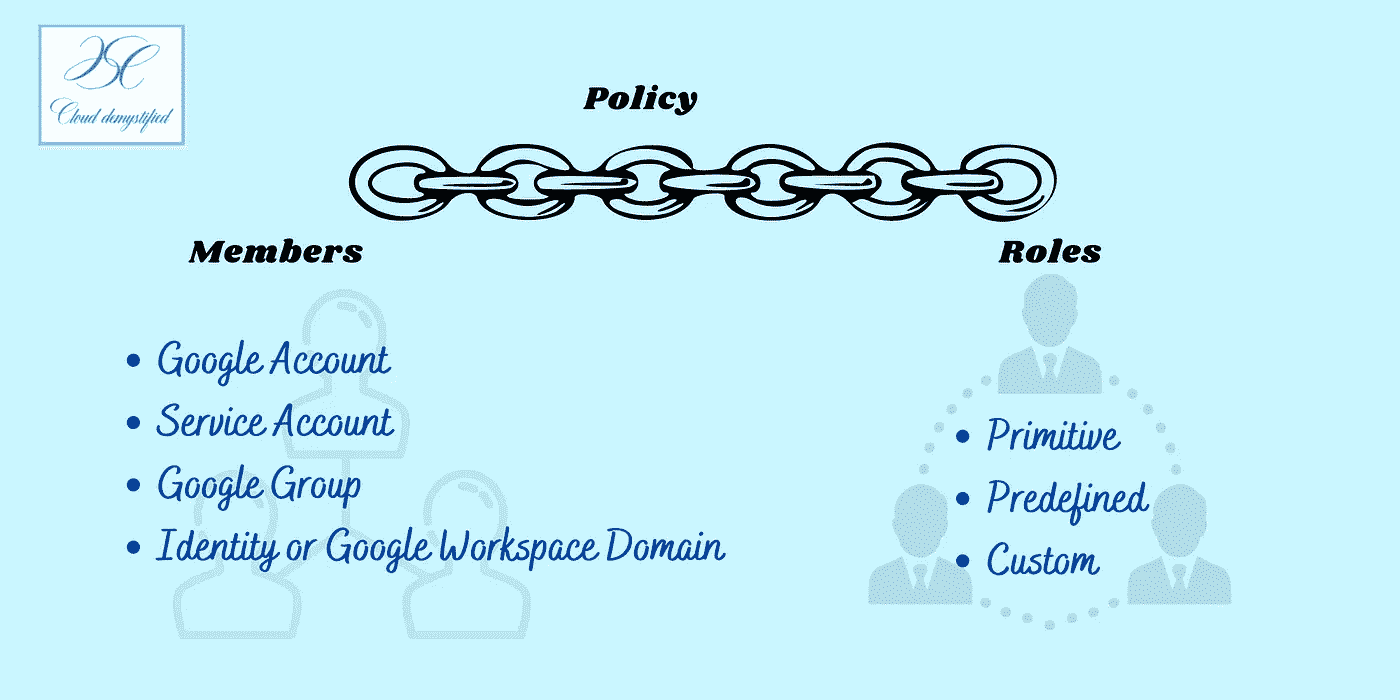 Cloud demystified
Policy
Members
Roles
Google Account
Service Account
Google Group
Identity or Google Workspace Domain
Primitive
Predefined
Custom